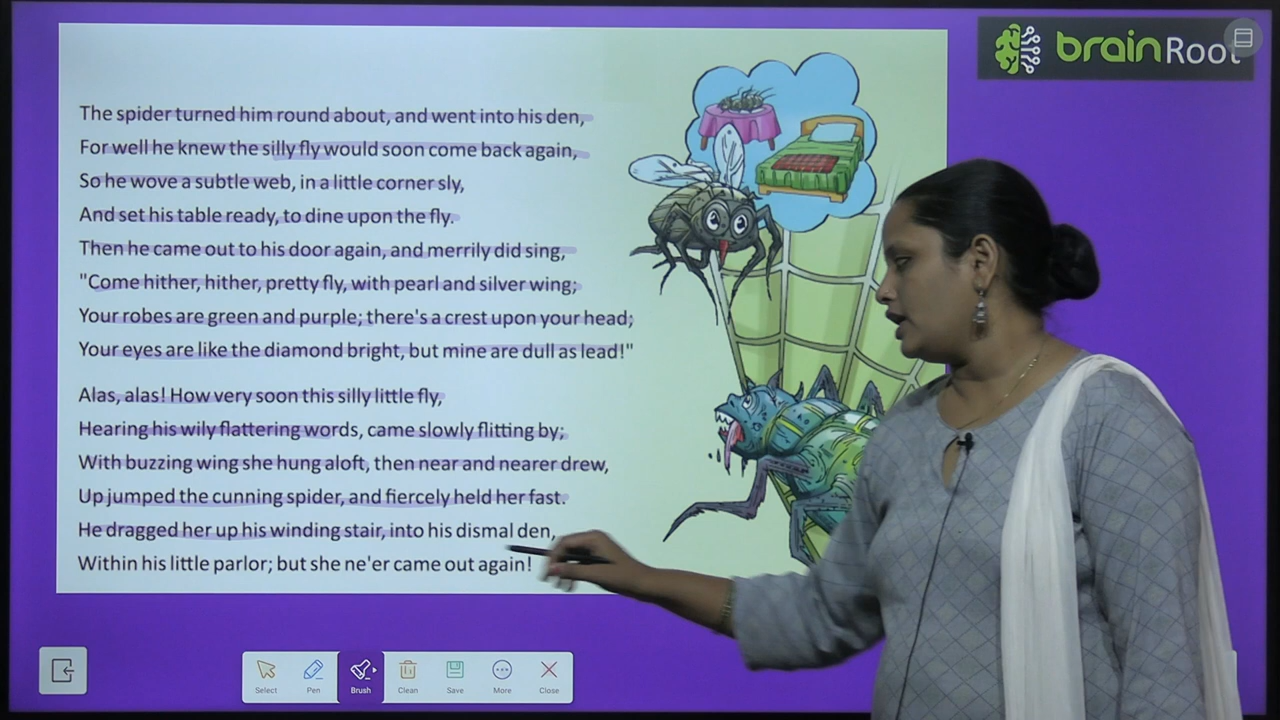 The spider turned him round about, and went into his den,
For well he knew the silly fly would soon come back again,
So he wove a subtle web, in a little corner sly,
And set his table ready, to dine upon the fly.
Then he came out to his door again, and merrily did sing,
"Come hither, hither, pretty fly, with pearl and silver wing;
Your robes are green and purple; there's a crest upon your head;
Your eyes are like the diamond bright, but mine are dull as lead!"
Alas, alas! How very soon this silly little fly,
Hearing his wily flattering words, came slowly flitting by;
With buzzing wing she hung aloft, then near and nearer drew,
Up jumped the cunning spider, and fiercely held her fast.
He dragged her up his winding stair, into his dismal den,
Within his little parlor; but she ne'er came out again!
brainRoot
Select Pen Brush Clean Save More Close